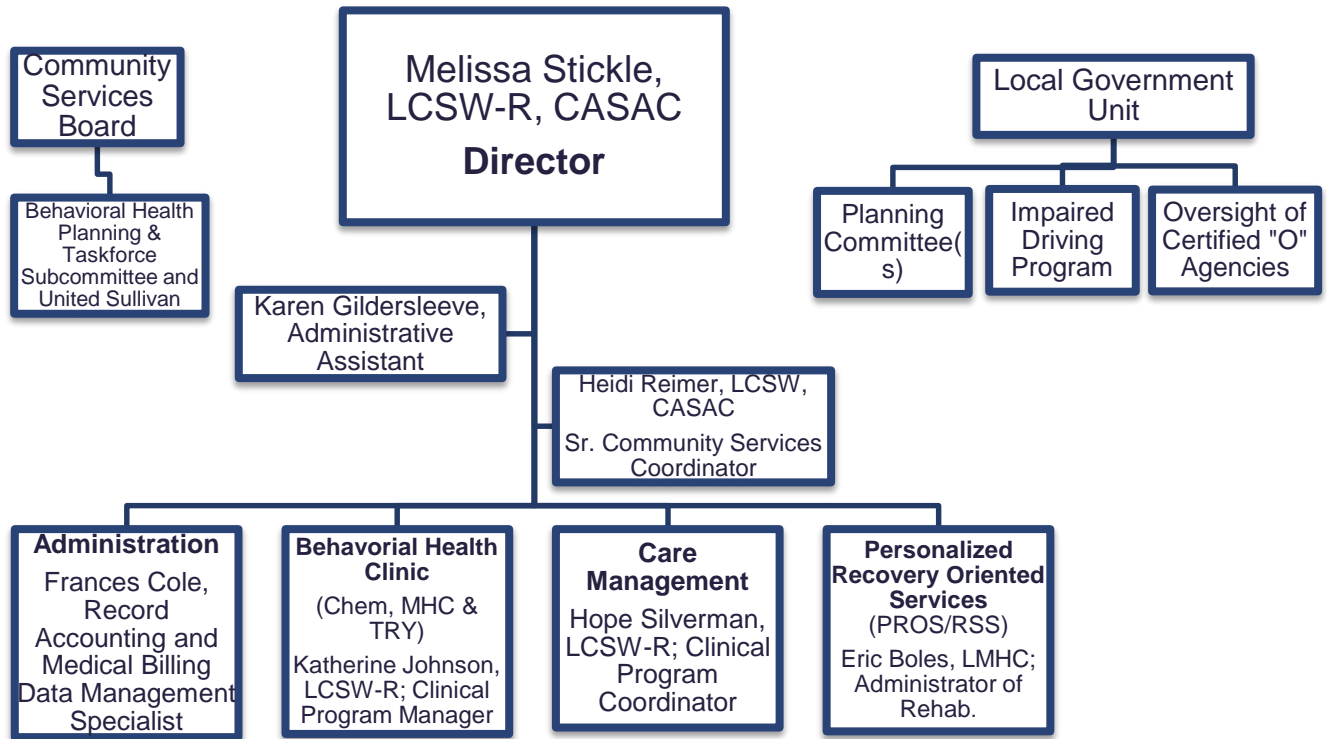 Community
Services
Board
Behavioral Health
Planning &
Taskforce
Subcommittee and
United Sullivan
Melissa Stickle,
LCSW-R, CASAC
Director
Local Government
Unit
Planning
Committee(
s)
Impaired
Driving
Program
Oversight of
Certified "O"
Agencies
Karen Gildersleeve,
Administrative
Assistant
Heidi Reimer, LCSW,
CASAC
Sr. Community Services
Coordinator
Administration
Frances Cole,
Record
Accounting and
Medical Billing
Data Management
Specialist
Behavorial Health
Clinic
(Chem, MHC &
TRY)
Katherine Johnson,
LCSW-R; Clinical
Program Manager
Care
Management
Hope Silverman,
LCSW-R; Clinical
Program
Coordinator
Personalized
Recovery Oriented
Services
(PROS/RSS)
Eric Boles, LMHC;
Administrator of
Rehab.